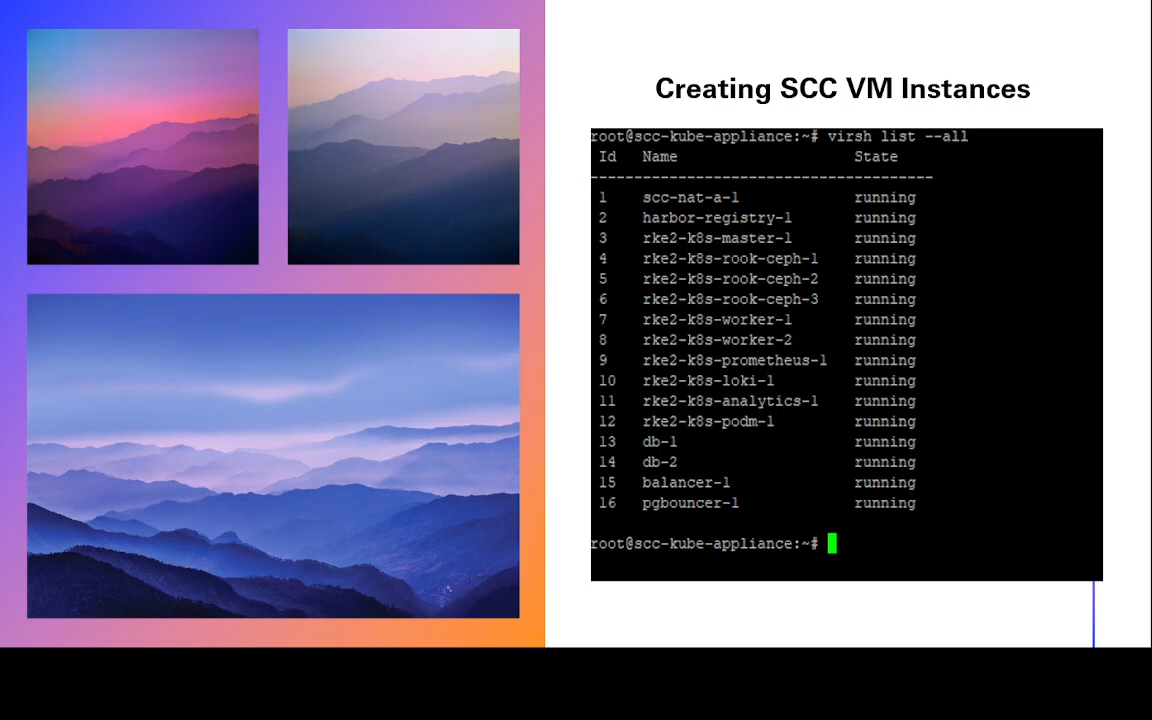 Creating SCC VM Instances
root@scc-kube-appliance:~# virsh list --all
Id Name State
---------------------------------------
1 scc-nat-a-1 running
2 harbor-registry-1 running
3 rke2-k8s-master-1 running
4 rke2-k8s-rook-ceph-1 running
5 rke2-k8s-rook-ceph-2 running
6 rke2-k8s-rook-ceph-3 running
7 rke2-k8s-worker-1 running
8 rke2-k8s-worker-2 running
9 rke2-k8s-prometheus-1 running
10 rke2-k8s-loki-1 running
11 rke2-k8s-analytics-1 running
12 rke2-k8s-podm-1 running
13 db-1 running
14 db-2 running
15 balancer-1 running
16 pgbouncer-1 running
root@scc-kube-appliance:~#